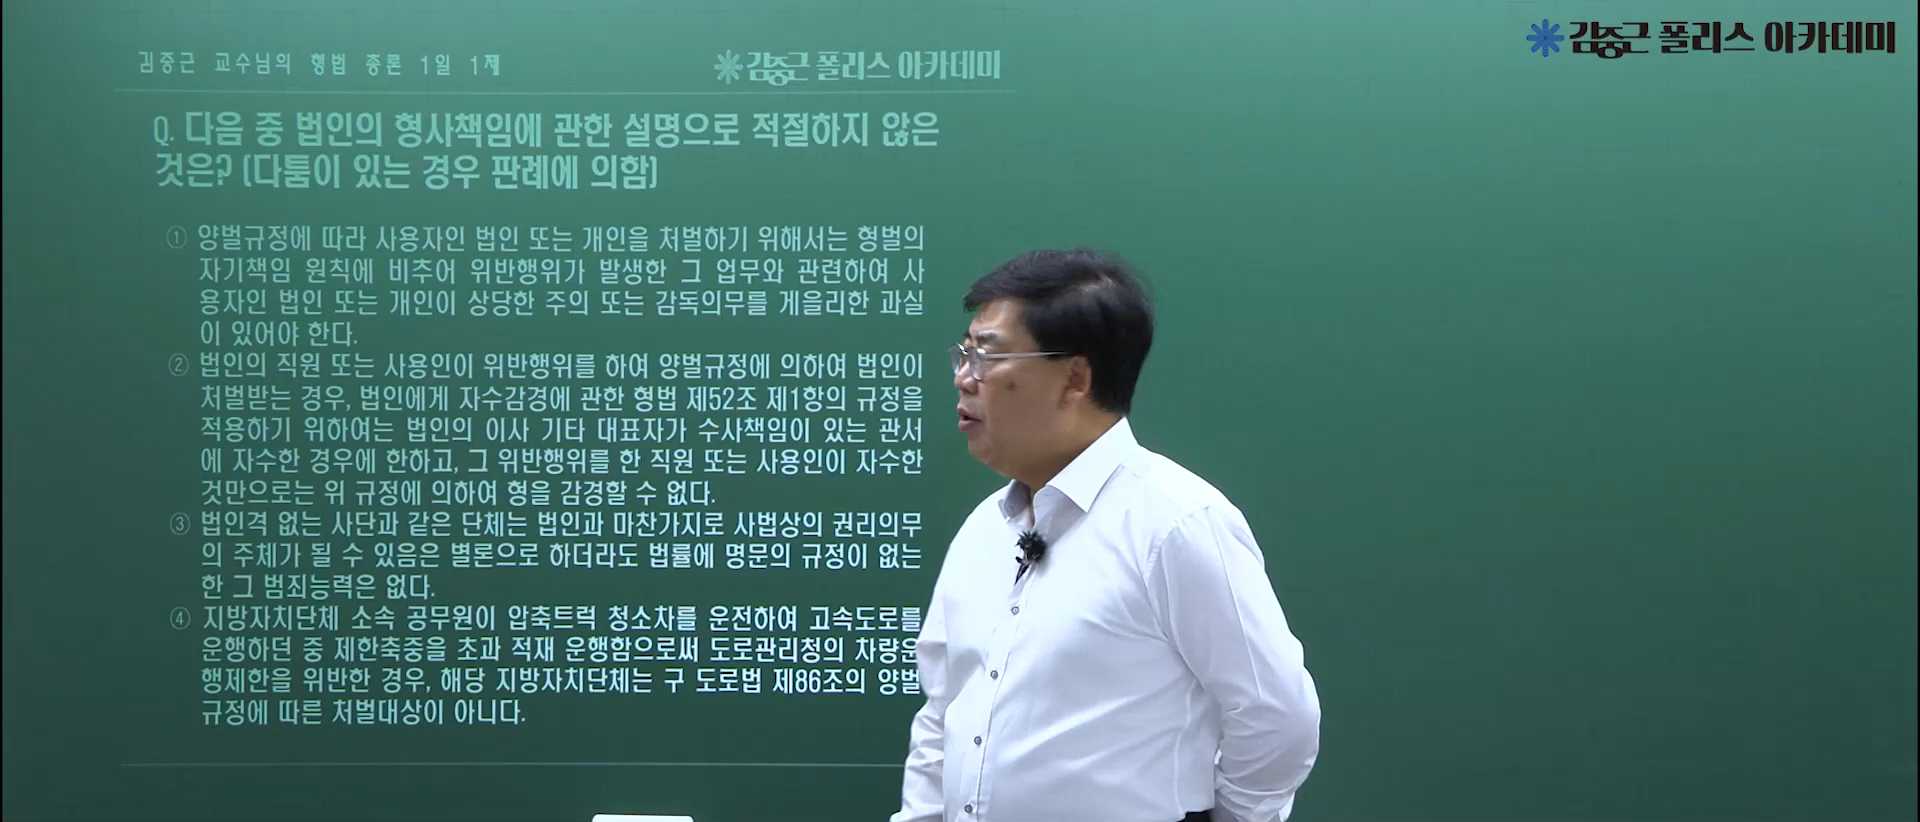 김중근 폴리스 아카데미
김중근 교수님의 형법 총론 1일 1제
김중근 폴리스 아카데미
Q. 다음 중 법인의 형사책임에 관한 설명으로 적절하지 않은
것은? (다툼이 있는 경우 판례에 의함)
① 양벌규정에 따라 사용자인 법인 또는 개인을 처벌하기 위해서는 형벌의
자기책임 원칙에 비추어 위반행위가 발생한 그 업무와 관련하여 사
용자인 법인 또는 개인이 상당한 주의 또는 감독의무를 게을리한 과실
이 있어야 한다.
② 법인의 직원 또는 사용인이 위반행위를 하여 양벌규정에 의하여 법인이
처벌받는 경우, 법인에게 자수감경에 관한 형법 제52조 제1항의 규정을
적용하기 위하여는 법인의 이사 기타 대표자가 수사책임이 있는 관서
에 자수한 경우에 한하고, 그 위반행위를 한 직원 또는 사용인이 자수한
것만으로는 위 규정에 의하여 형을 감경할 수 없다.
③ 법인격 없는 사단과 같은 단체는 법인과 마찬가지로 사법상의 권리의무
의 주체가 될 수 있음은 별론으로 하더라도 법률에 명문의 규정이 없는
한 그 범죄능력은 없다.
④ 지방자치단체 소속 공무원이 압축트럭 청소차를 운전하여 고속도로를
운행하던 중 제한축중을 초과 적재 운행함으로써 도로관리청의 차량운
행제한을 위반한 경우, 해당 지방자치단체는 구 도로법 제86조의 양벌
규정에 따른 처벌대상이 아니다.